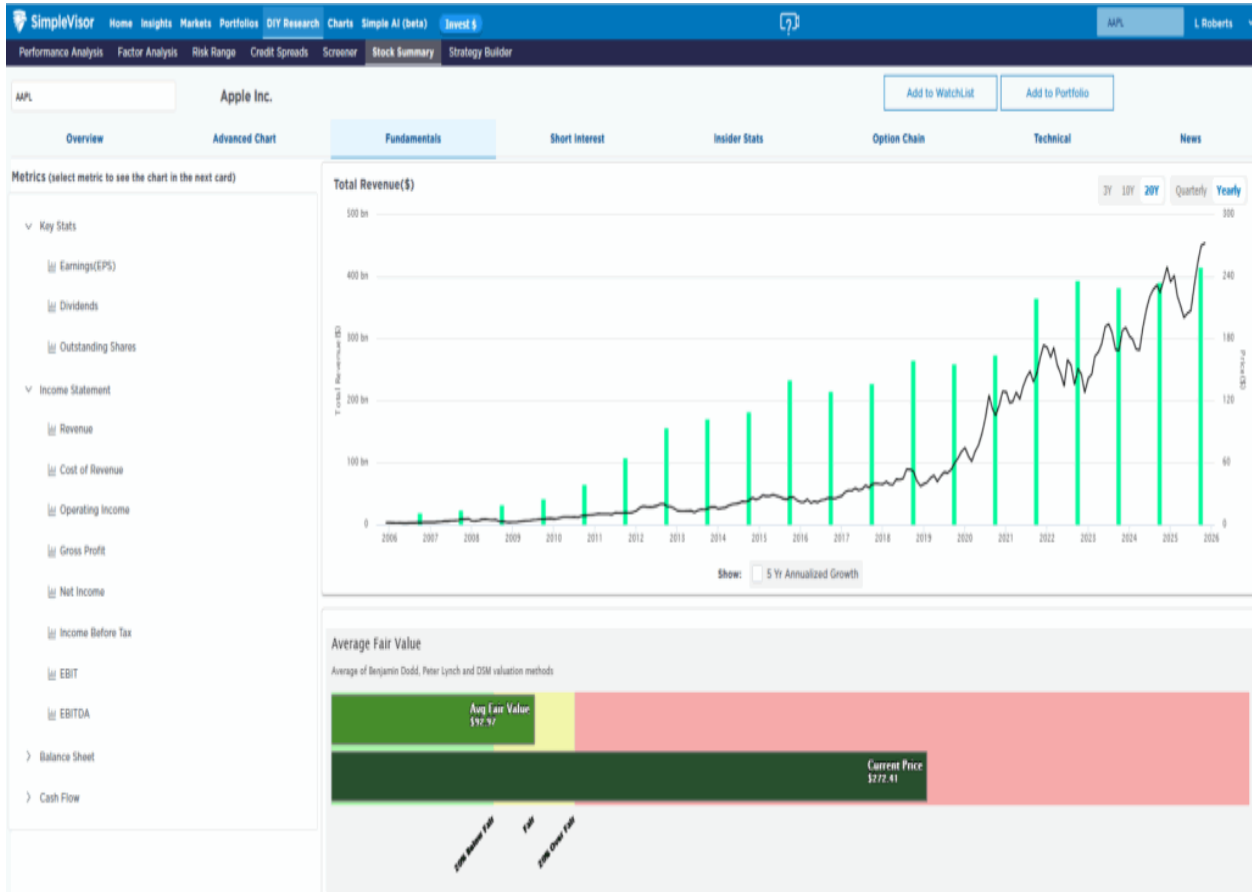 SimpleVisor Home Insights Markets Portfolios DIY Research Charts Simple AI (beta) Invest $ AAPL L Roberts
Performance Analysis Factor Analysis Risk Range Credit Spreads Screener Stock Summary Strategy Builder
AAPL Apple Inc. Add to WatchList Add to Portfolio
Overview Advanced Chart Fundamentals Short Interest Insider Stats Option Chain Technical News
Metrics (select metric to see the chart in the next card)
Key Stats
Earnings(EPS)
Dividends
Outstanding Shares
Income Statement
Revenue
Cost of Revenue
Operating Income
Gross Profit
Net Income
Income Before Tax
EBIT
EBITDA
Balance Sheet
Cash Flow
Total Revenue($)
3Y 10Y 20Y Quarterly Yearly
500 bn 300
400 bn 240
300 bn 180
200 bn 120
100 bn 60
0 0
Total Revenue($)
Price($)
2006 2007 2008 2009 2010 2011 2012 2013 2014 2015 2016 2017 2018 2019 2020 2021 2022 2023 2024 2025 2026
Show: 5 Yr Annualized Growth
Average Fair Value
Average of Benjamin Dodd, Peter Lynch and DSM valuation methods
Avg Fair Value
$92.97
Current Price
$272.41
20% Below Fair
Fair
20% Over Fair